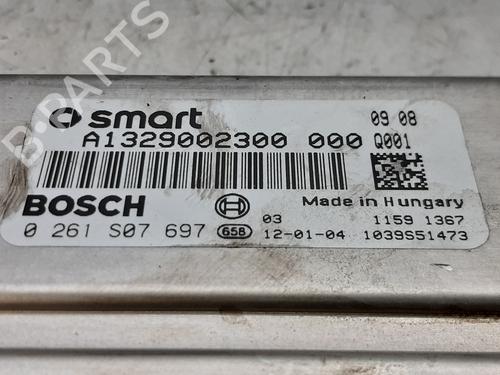 B-PARTS
smart 09 08
A1329002300 000 Q001
BOSCH Made in Hungary
03 1159 1367
0 261 S07 697 658 12-01-04 1039S51473